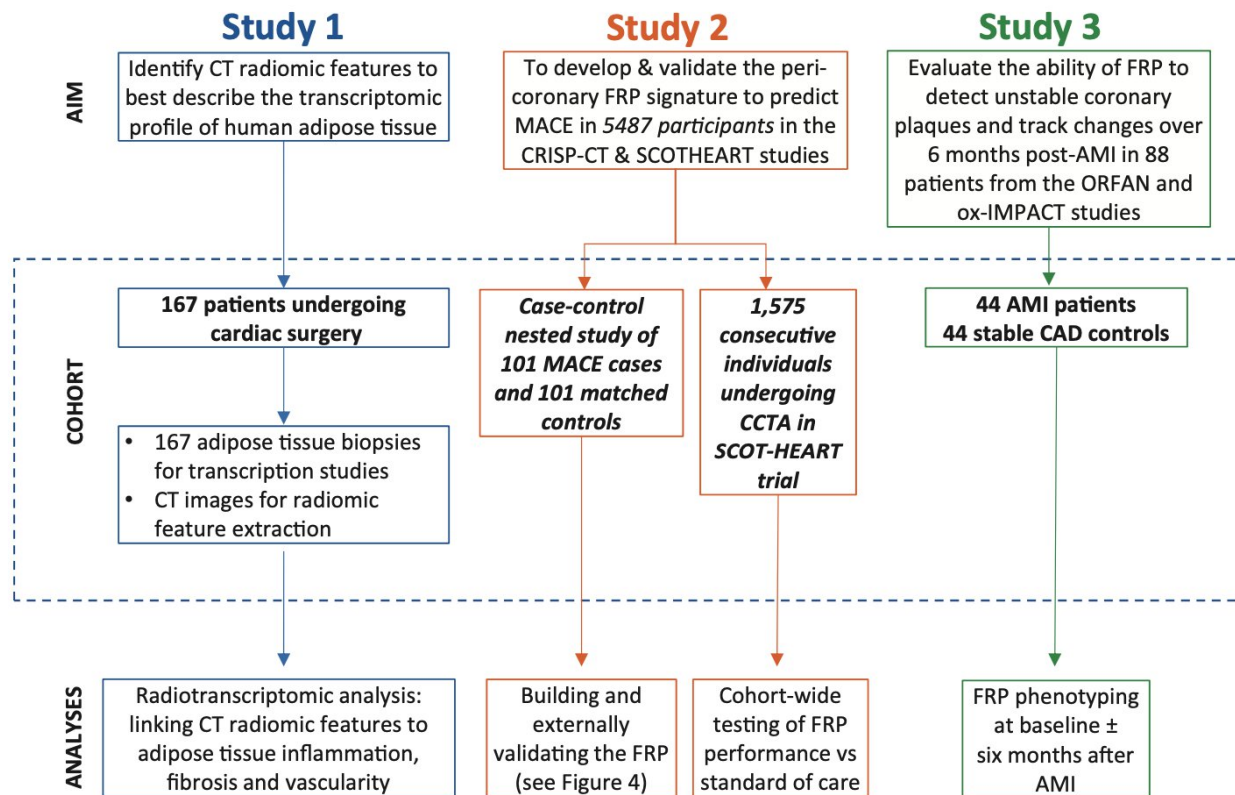 Study 1
Study 2
Study 3
AIM
Identify CT radiomic features to
best describe the transcriptomic
profile of human adipose tissue
To develop & validate the peri-
coronary FRP signature to predict
MACE in 5487 participants in the
CRISP-CT & SCOTHEART studies
Evaluate the ability of FRP to
detect unstable coronary
plaques and track changes over
6 months post-AMI in 88
patients from the ORFAN and
ox-IMPACT studies
COHORT
167 patients undergoing
cardiac surgery
• 167 adipose tissue biopsies
for transcription studies
• CT images for radiomic
feature extraction
Case-control
nested study of
101 MACE cases
and 101 matched
controls
1,575
consecutive
individuals
undergoing
CCTA in
SCOT-HEART
trial
44 AMI patients
44 stable CAD controls
ANALYSES
Radiotranscriptomic analysis:
linking CT radiomic features to
adipose tissue inflammation,
fibrosis and vascularity
Building and
externally
validating the FRP
(see Figure 4)
Cohort-wide
testing of FRP
performance vs
standard of care
FRP phenotyping
at baseline ±
six months after
AMI